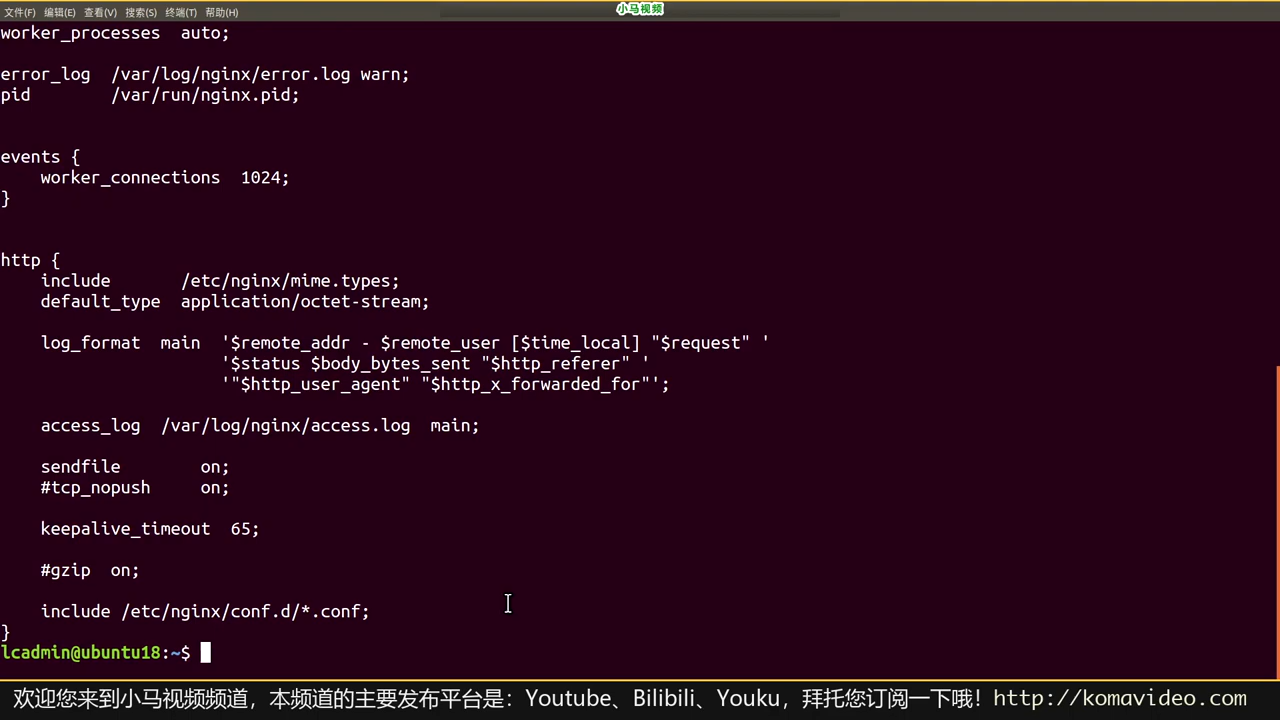 小马视频
文件(F) 编辑(E) 查看(V) 搜索(S) 终端(T) 帮助(H)
worker_processes  auto;
error_log  /var/log/nginx/error.log warn;
pid        /var/run/nginx.pid;
events {
    worker_connections  1024;
}
http {
    include       /etc/nginx/mime.types;
    default_type  application/octet-stream;
    log_format  main  '$remote_addr - $remote_user [$time_local] "$request" '
                      '$status $body_bytes_sent "$http_referer" '
                      '"$http_user_agent" "$http_x_forwarded_for"';
    access_log  /var/log/nginx/access.log  main;
    sendfile        on;
    #tcp_nopush     on;
    keepalive_timeout  65;
    #gzip  on;
    include /etc/nginx/conf.d/*.conf;
}
lcadmin@ubuntu18:~$
欢迎您来到小马视频频道，本频道的主要发布平台是：Youtube、Bilibili、Youku，拜托您订阅一下哦！http://komavideo.com